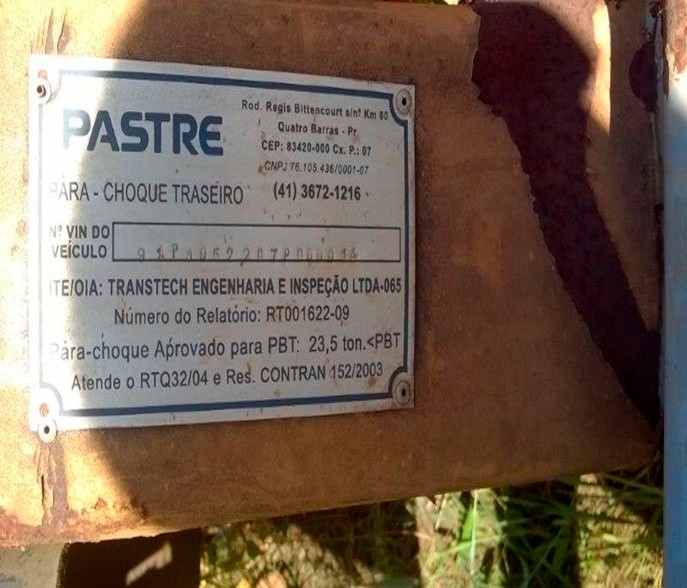 PASTRE
Rod. Regis Bittencourt s/nº Km 80
Quatro Barras - Pr
CEP: 83420-000 Cx. P.: 07
CNPJ 76.105.436/0001-07
PÁRA - CHOQUE TRASEIRO (41) 3672-1216
Nº VIN DO
VEÍCULO
ITE/OIA: TRANSTECH ENGENHARIA E INSPEÇÃO LTDA-065
Número do Relatório: RT001622-09
Pára-choque Aprovado para PBT: 23,5 ton.<PBT
Atende o RTQ32/04 e Res. CONTRAN 152/2003